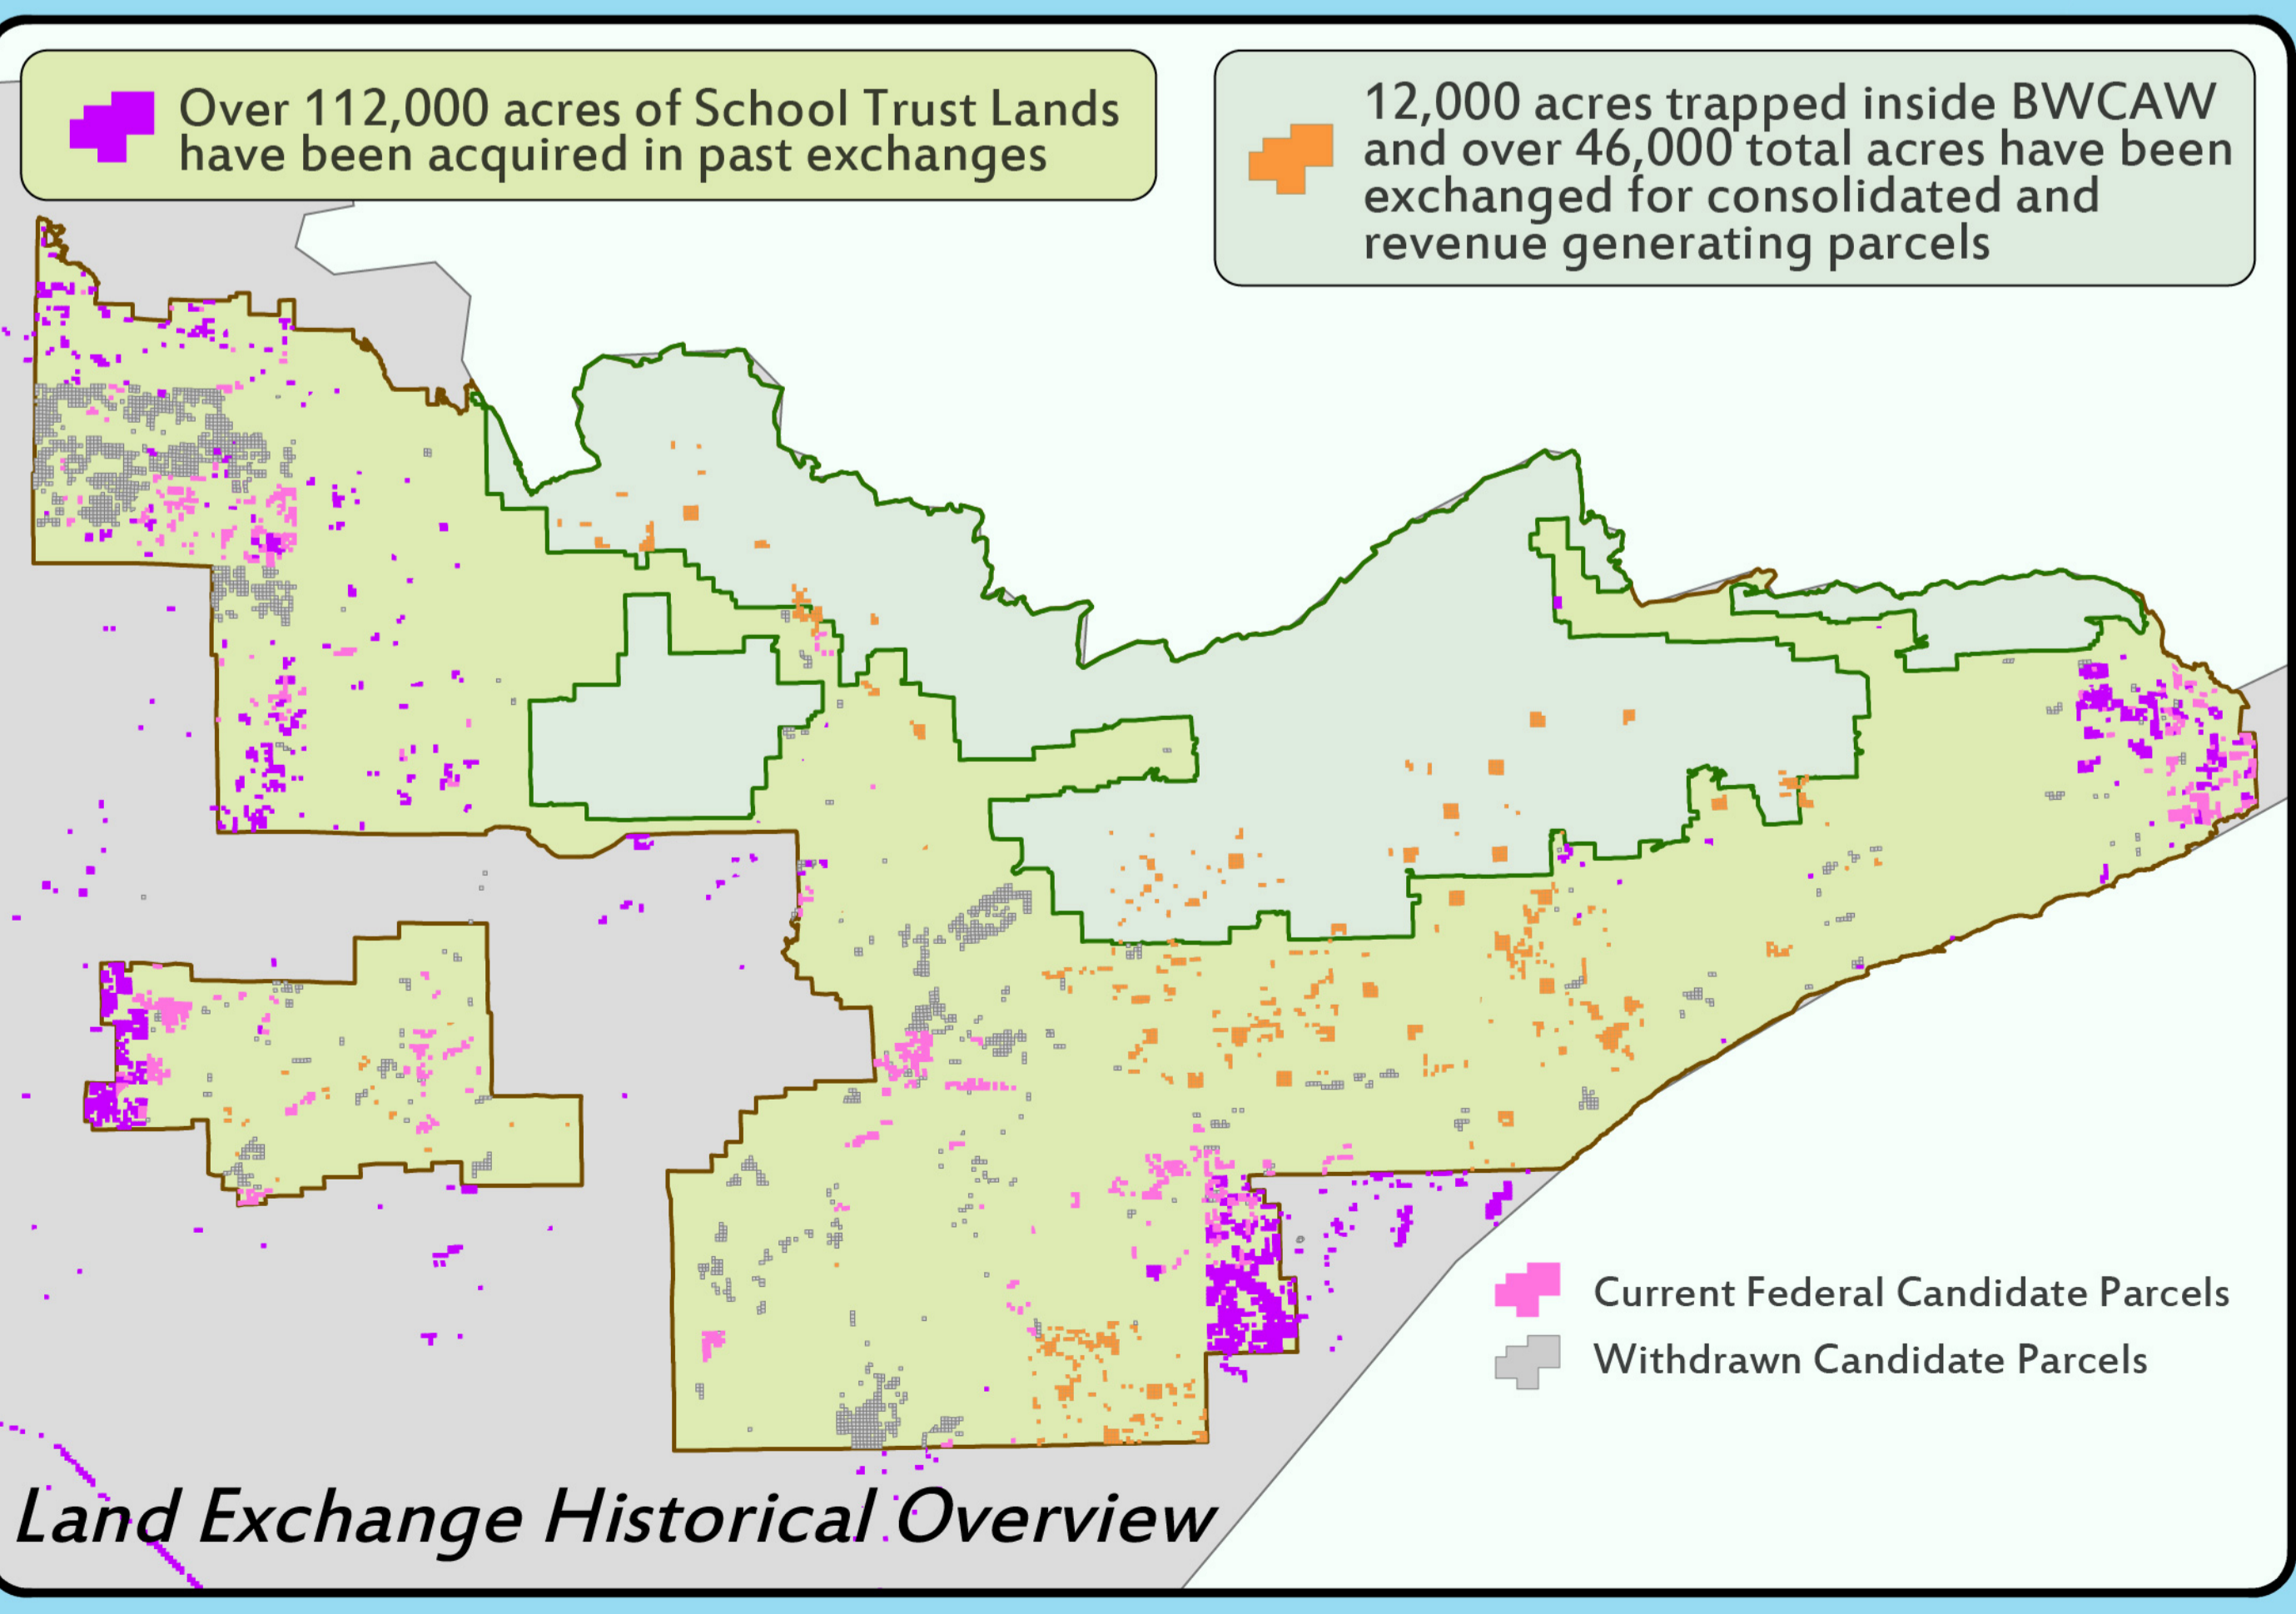 Over 112,000 acres of School Trust Lands
have been acquired in past exchanges
12,000 acres trapped inside BWCAW
and over 46,000 total acres have been
exchanged for consolidated and
revenue generating parcels
Current Federal Candidate Parcels
Withdrawn Candidate Parcels
Land Exchange Historical Overview